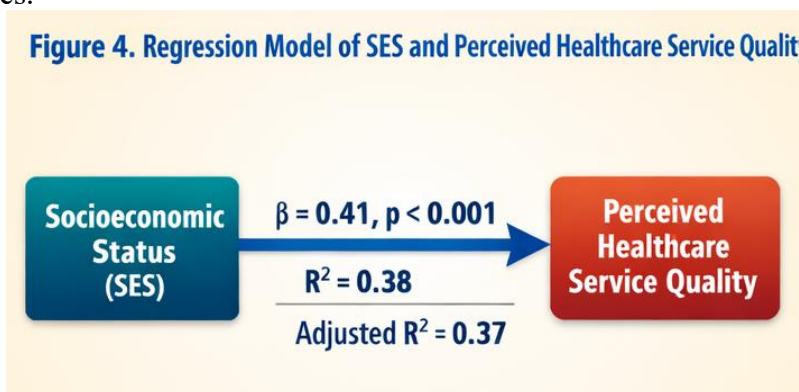 Figure 4. Regression Model of SES and Perceived Healthcare Service Qualit
Socioeconomic
Status
(SES)
β = 0.41, p < 0.001
R² = 0.38
Adjusted R² = 0.37
Perceived
Healthcare
Service Quality